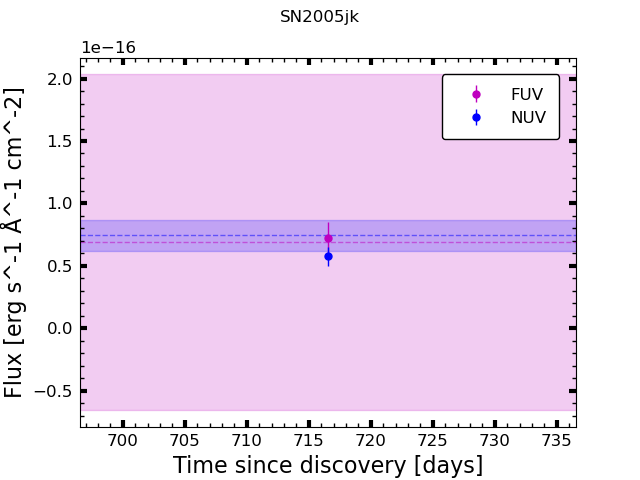 SN2005jk
1e−16
2.0
1.5
1.0
0.5
0.0
−0.5
Flux [erg s^-1 Å^-1 cm^-2]
FUV
NUV
700 705 710 715 720 725 730 735
Time since discovery [days]